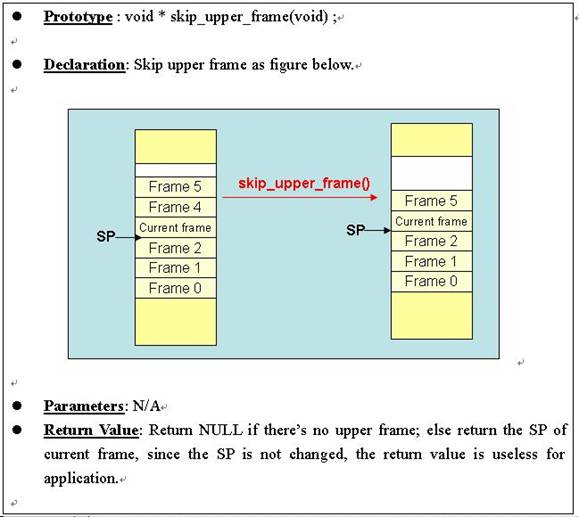 ● Prototype : void * skip_upper_frame(void) ;
● Declaration: Skip upper frame as figure below.
Frame 5
Frame 4
Current frame
SP
Frame 2
Frame 1
Frame 0
skip_upper_frame()
Frame 5
Current frame
SP
Frame 2
Frame 1
Frame 0
● Parameters: N/A
● Return Value: Return NULL if there's no upper frame; else return the SP of
current frame, since the SP is not changed, the return value is useless for
application.